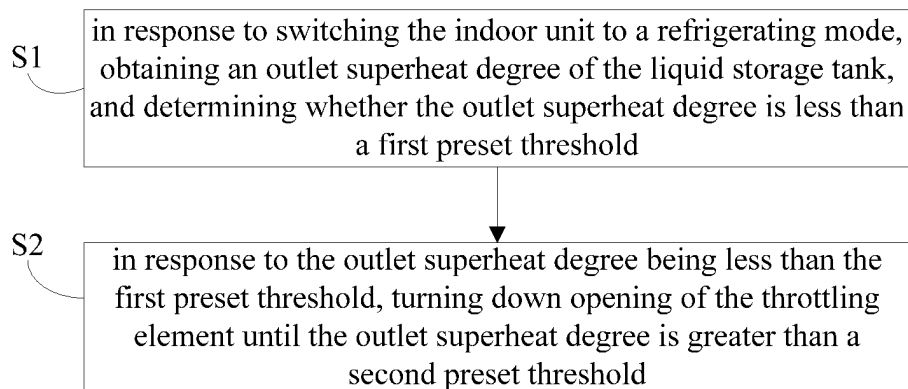 S1
in response to switching the indoor unit to a refrigerating mode,
obtaining an outlet superheat degree of the liquid storage tank,
and determining whether the outlet superheat degree is less than
a first preset threshold
S2
in response to the outlet superheat degree being less than the
first preset threshold, turning down opening of the throttling
element until the outlet superheat degree is greater than a
second preset threshold